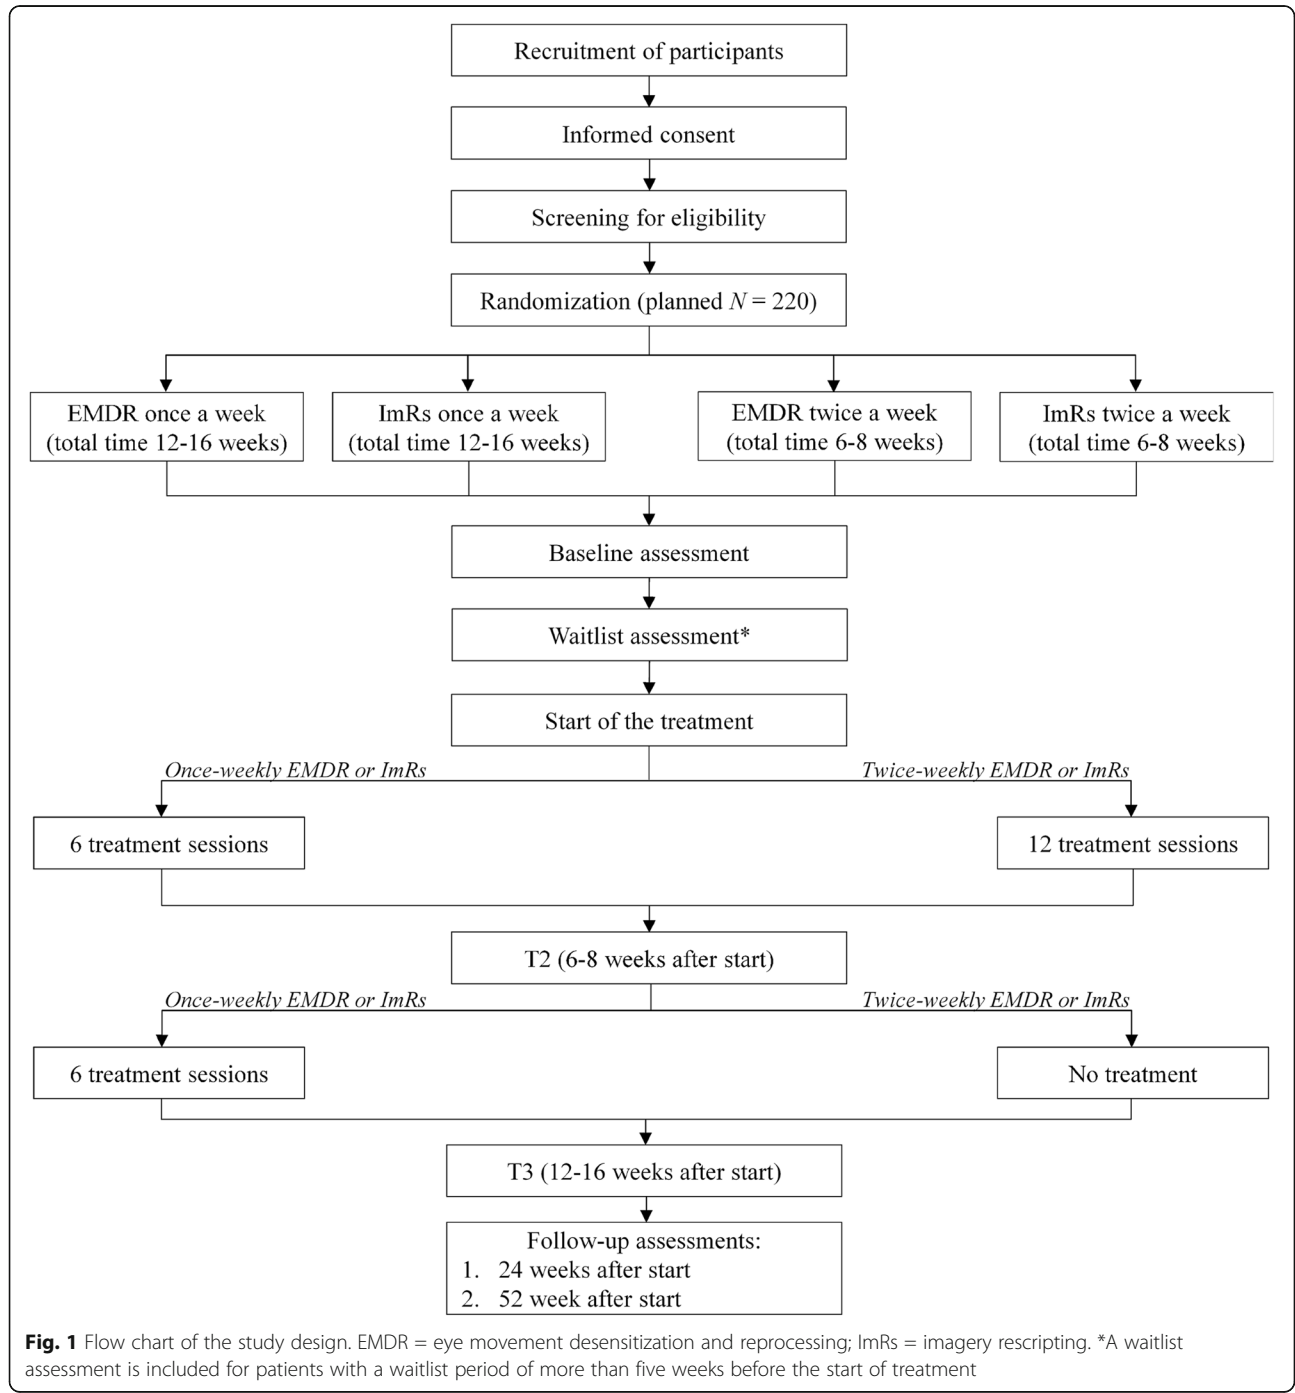 Recruitment of participants
Informed consent
Screening for eligibility
Randomization (planned N = 220)
EMDR once a week
(total time 12-16 weeks)
ImRs once a week
(total time 12-16 weeks)
EMDR twice a week
(total time 6-8 weeks)
ImRs twice a week
(total time 6-8 weeks)
Baseline assessment
Waitlist assessment*
Start of the treatment
Once-weekly EMDR or ImRs
Twice-weekly EMDR or ImRs
6 treatment sessions
12 treatment sessions
T2 (6-8 weeks after start)
Once-weekly EMDR or ImRs
Twice-weekly EMDR or ImRs
6 treatment sessions
No treatment
T3 (12-16 weeks after start)
Follow-up assessments:
1. 24 weeks after start
2. 52 week after start
Fig. 1 Flow chart of the study design. EMDR = eye movement desensitization and reprocessing; ImRs = imagery rescripting. *A waitlist
assessment is included for patients with a waitlist period of more than five weeks before the start of treatment